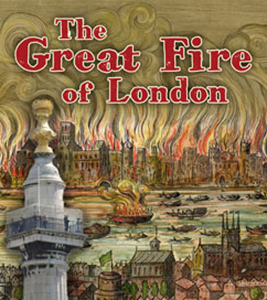 The
Great Fire
of London